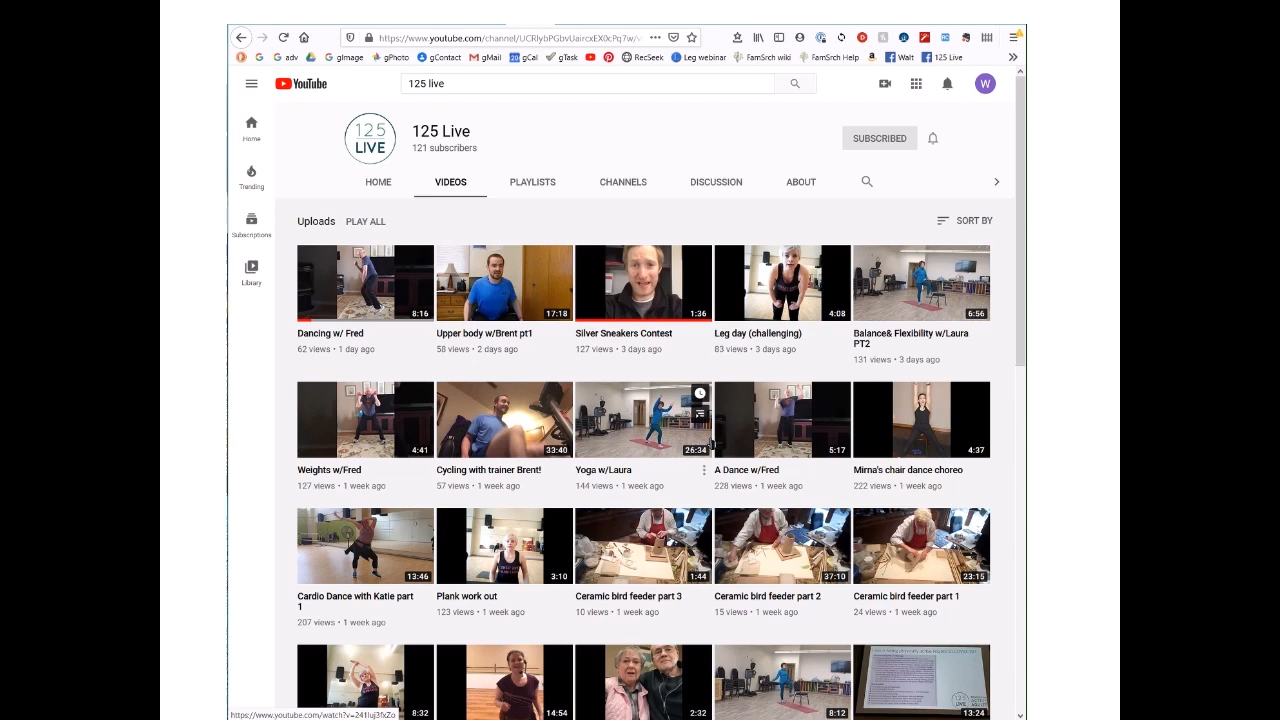 https://www.youtube.com/channel/UCRlybPGbvUaircxEX0cPq7w/v
G
G adv
gImage
gPhoto
gContact
gMail
20 gCal
gTask
RecSeek
Leg webinar
FamSrch wiki
FamSrch Help
Walt
125 Live
YouTube
125 live
W
Home
Trending
Subscriptions
Library
125
LIVE
125 Live
121 subscribers
SUBSCRIBED
HOME VIDEOS PLAYLISTS CHANNELS DISCUSSION ABOUT
Uploads PLAY ALL
SORT BY
8:16 17:18 1:36 4:08 6:56
Dancing w/ Fred
62 views • 1 day ago
Upper body w/Brent pt1
58 views • 2 days ago
Silver Sneakers Contest
127 views • 3 days ago
Leg day (challenging)
83 views • 3 days ago
Balance& Flexibility w/Laura
PT2
131 views • 3 days ago
4:41 33:40 26:34 5:17 4:37
Weights w/Fred
127 views • 1 week ago
Cycling with trainer Brent!
57 views • 1 week ago
Yoga w/Laura
144 views • 1 week ago
A Dance w/Fred
228 views • 1 week ago
Mirna's chair dance choreo
222 views • 1 week ago
13:46 3:10 1:44 37:10 23:15
Cardio Dance with Katie part
1
207 views • 1 week ago
Plank work out
123 views • 1 week ago
Ceramic bird feeder part 3
10 views • 1 week ago
Ceramic bird feeder part 2
15 views • 1 week ago
Ceramic bird feeder part 1
24 views • 1 week ago
8:32 14:54 2:32 8:12 13:24
https://www.youtube.com/watch?v=241luj3fxZo